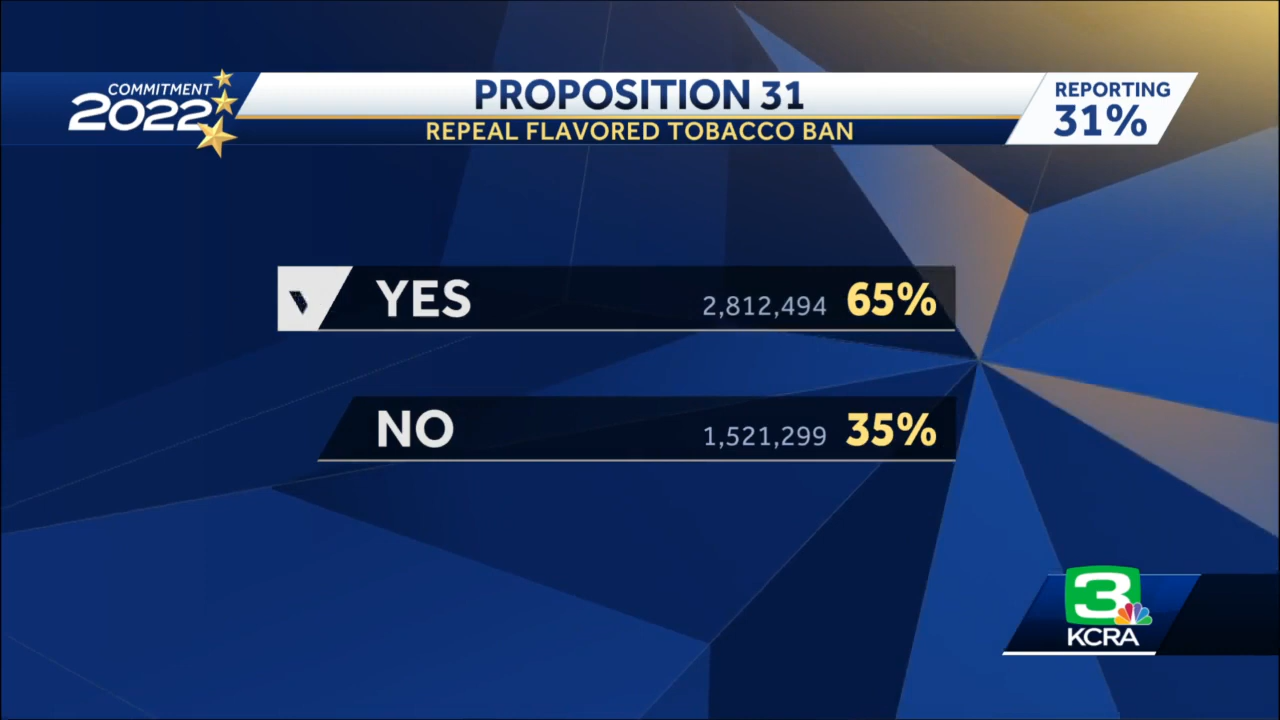 COMMITMENT
2022
PROPOSITION 31
REPEAL FLAVORED TOBACCO BAN
REPORTING
31%
YES 2,812,494 65%
NO 1,521,299 35%
3
KCRA